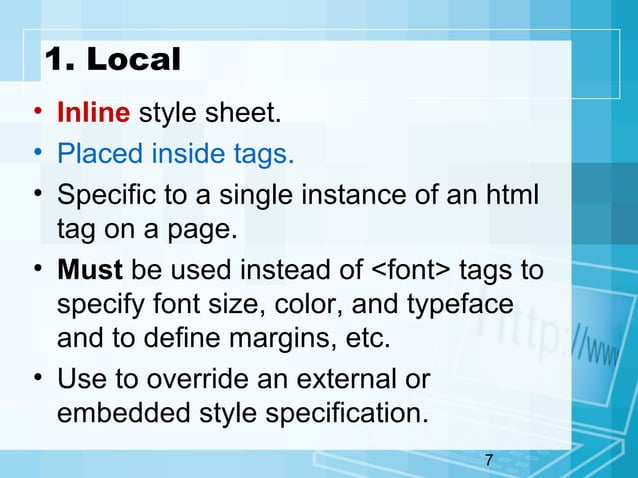 1. Local
• Inline style sheet.
• Placed inside tags.
• Specific to a single instance of an html
tag on a page.
• Must be used instead of <font> tags to
specify font size, color, and typeface
and to define margins, etc.
http://www
• Use to override an external or
embedded style specification.
7